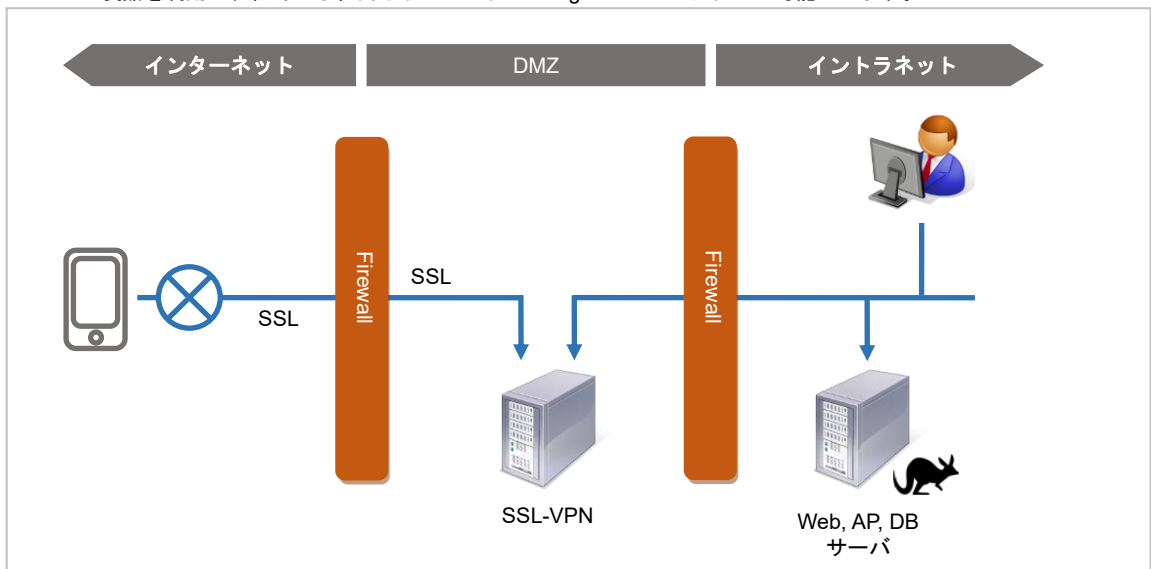 インターネット
DMZ
イントラネット
Firewall
Firewall
SSL
SSL
SSL-VPN
Web, AP, DB
サーバ